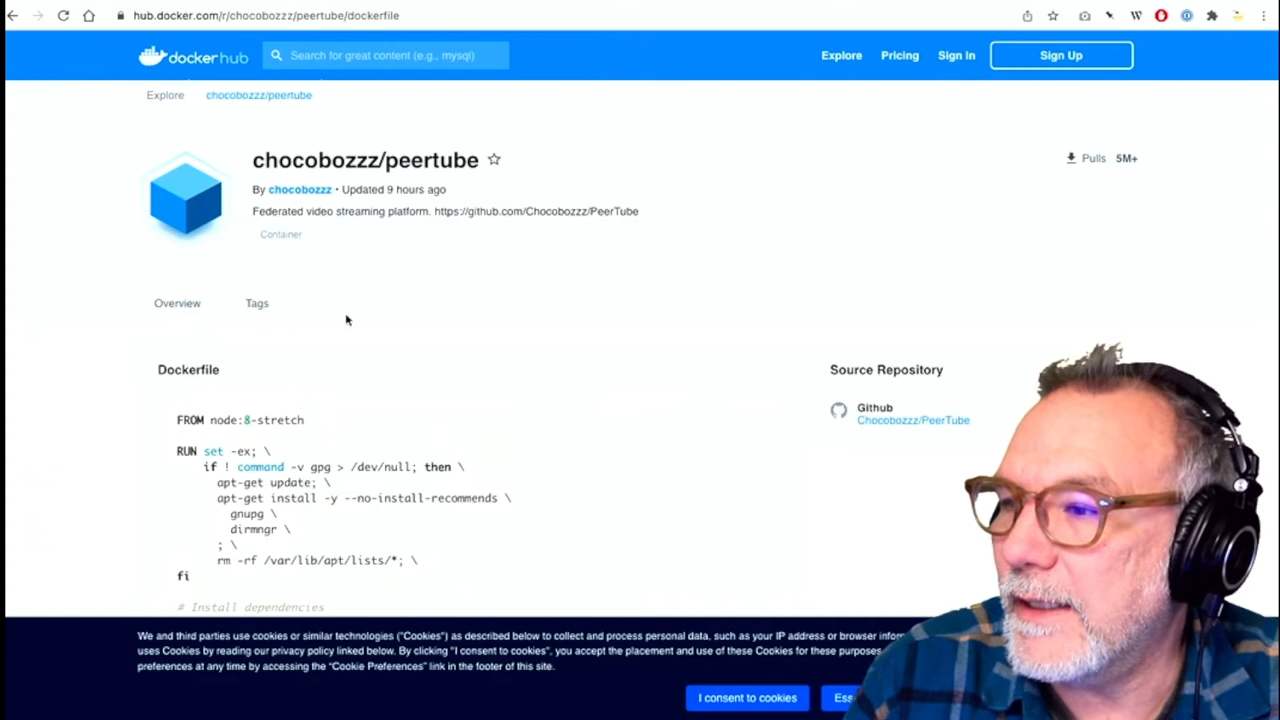 hub.docker.com/r/chocobozzz/peertube/dockerfile
dockerhub
Search for great content (e.g., mysql)
Explore
Pricing
Sign In
Sign Up
Explore
chocobozzz/peertube
chocobozzz/peertube
Pulls 5M+
By chocobozzz • Updated 9 hours ago
Federated video streaming platform. https://github.com/Chocobozzz/PeerTube
Container
Overview
Tags
Dockerfile
FROM node:8-stretch
RUN set -ex; \
if ! command -v gpg > /dev/null; then \
apt-get update; \
apt-get install -y --no-install-recommends \
gnupg \
dirmngr \
; \
rm -rf /var/lib/apt/lists/*; \
fi
# Install dependencies
Source Repository
Github
Chocobozzz/PeerTube
We and third parties use cookies or similar technologies ("Cookies") as described below to collect and process personal data, such as your IP address or browser
uses Cookies by reading our privacy policy linked below. By clicking "I consent to cookies", you accept the placement and use of these Cookies for these purposes
preferences at any time by accessing the "Cookie Preferences" link in the footer of this site.
I consent to cookies